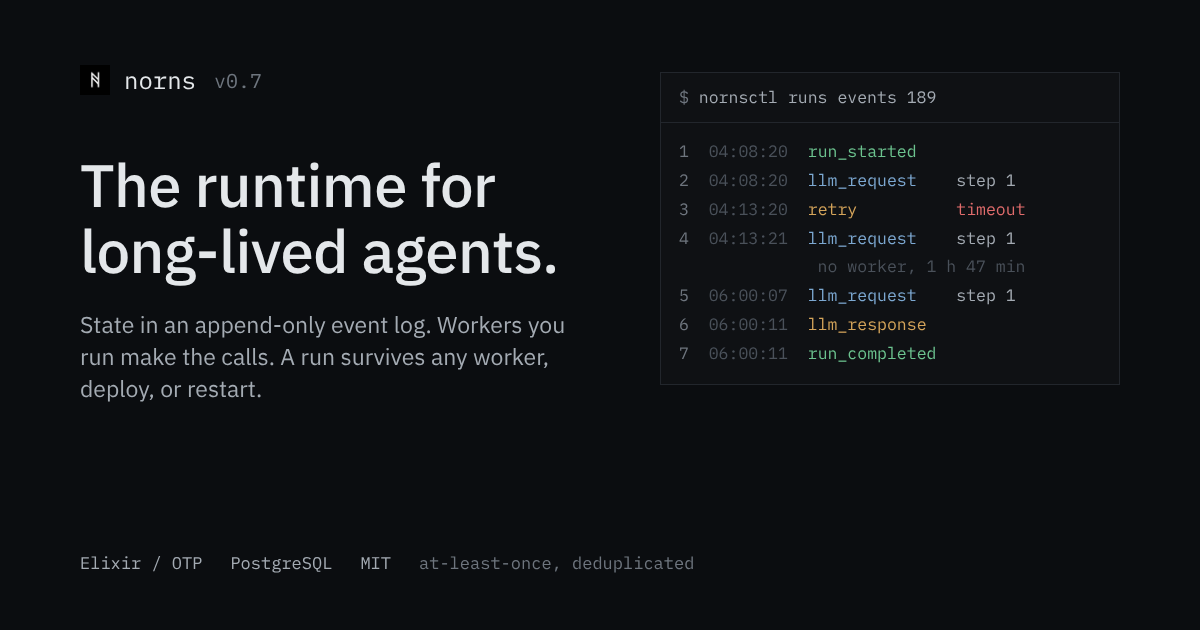 norns v0.7
The runtime for
long-lived agents.
State in an append-only event log. Workers you
run make the calls. A run survives any worker,
deploy, or restart.
$ nornsctl runs events 189
1 04:08:20 run_started
2 04:08:20 llm_request step 1
3 04:13:20 retry timeout
4 04:13:21 llm_request step 1
no worker, 1 h 47 min
5 06:00:07 llm_request step 1
6 06:00:11 llm_response
7 06:00:11 run_completed
Elixir / OTP PostgreSQL MIT at-least-once, deduplicated